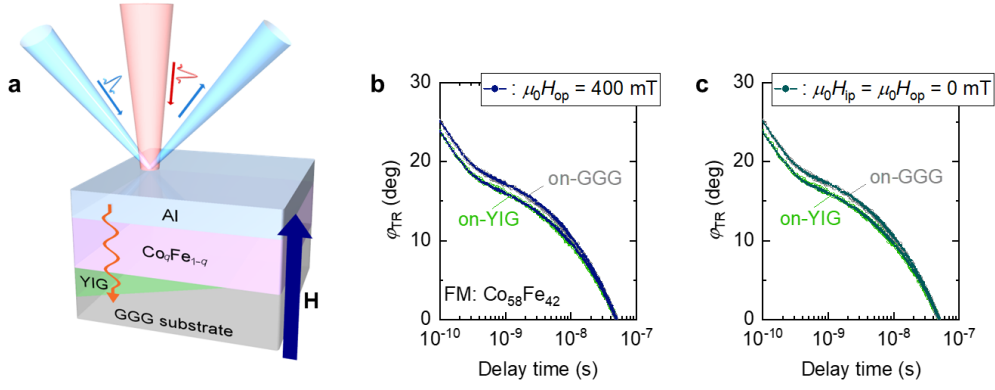 a
Al
CoqFe1−q
YIG
GGG substrate
H
b
: μ0Hop = 400 mT
30
20
10
0
φTR (deg)
on-GGG
on-YIG
FM: Co58Fe42
10-10
10-9
10-8
10-7
Delay time (s)
c
: μ0Hip = μ0Hop = 0 mT
30
20
10
0
φTR (deg)
on-GGG
on-YIG
10-10
10-9
10-8
10-7
Delay time (s)